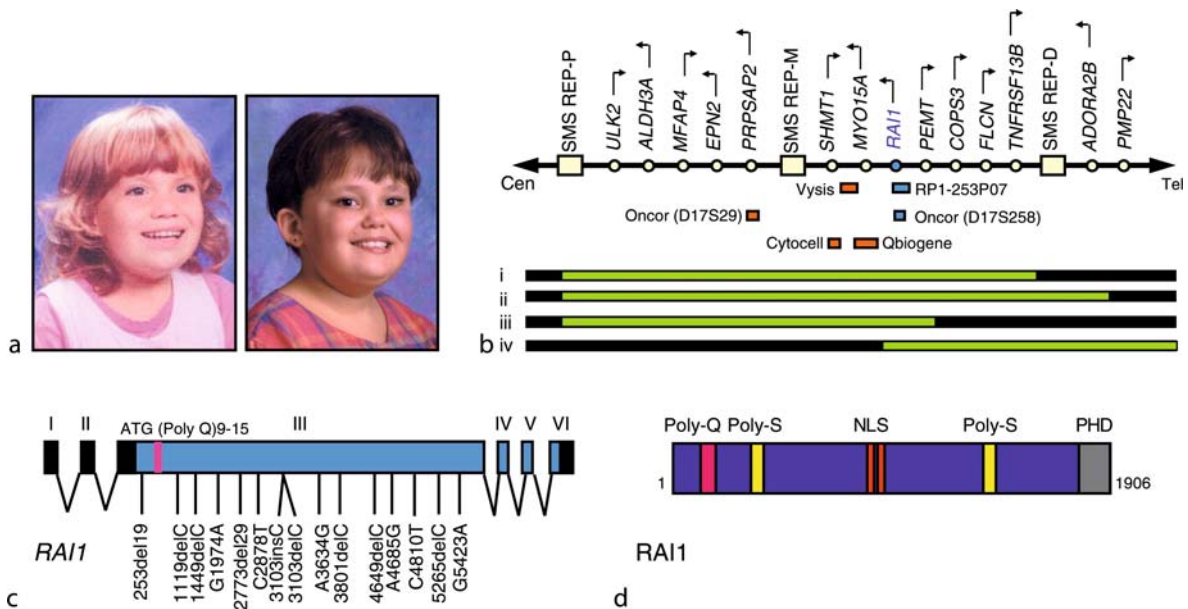 a
SMS REP-P
ULK2
ALDH3A
MFAP4
EPN2
PRPSAP2
SMS REP-M
SHMT1
MYO15A
RAI1
PEMT
COPS3
FLCN
TNFRSF13B
SMS REP-D
ADORA2B
PMP22
Cen
Tel
Vysis
RP1-253P07
Oncor (D17S29)
Oncor (D17S258)
Cytocell
Qbiogene
i
ii
iii
iv
b
I
II
ATG (Poly Q)9-15
III
IV
V
VI
RAI1
253del19
1119delC
1449delC
G1974A
2773del29
C2878T
3103insC
3103delC
A3634G
3801delC
4649delC
A4685G
C4810T
5265delC
G5423A
c
Poly-Q
Poly-S
NLS
Poly-S
PHD
1
1906
RAI1
d